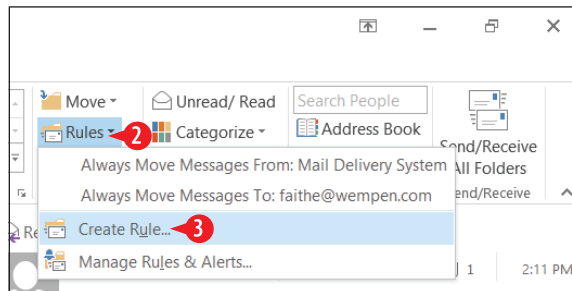 Move
Unread/ Read
Search People
Rules
2
Categorize
Address Book
Send/Receive
All Folders
Always Move Messages From: Mail Delivery System
Always Move Messages To: faithe@wempen.com
end/Receive
Create Rule...
3
Re
Manage Rules & Alerts...
1
2:11 PM